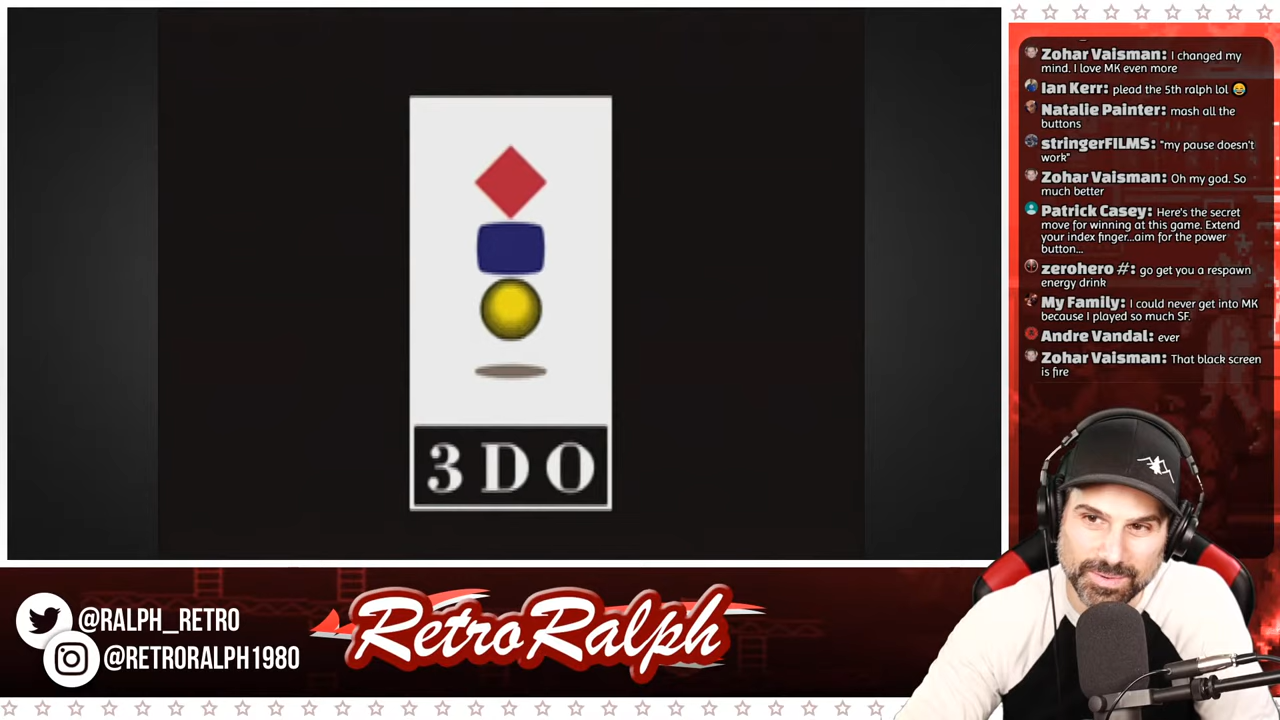 3DO
Zohar Vaisman: I changed my
mind. I love MK even more
Ian Kerr: plead the 5th ralph lol 😂
Natalie Painter: mash all the
buttons
stringerFILMS: "my pause doesn't
work"
Zohar Vaisman: Oh my god. So
much better
Patrick Casey: Here's the secret
move for winning at this game. Extend
your index finger...aim for the power
button...
zerohero #: go get you a respawn
energy drink
My Family: I could never get into MK
because I played so much SF.
Andre Vandal: ever
Zohar Vaisman: That black screen
is fire
@RALPH_RETRO
@RETRORALPH1980
RetroRalph